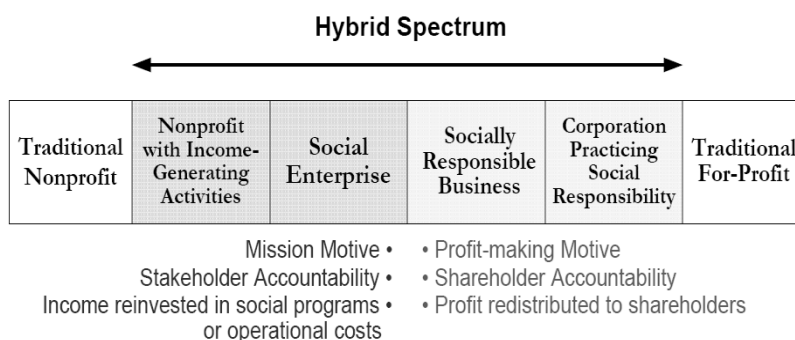 Hybrid Spectrum
Traditional
Nonprofit
Nonprofit
with Income-
Generating
Activities
Social
Enterprise
Socially
Responsible
Business
Corporation
Practicing
Social
Responsibility
Traditional
For-Profit
Mission Motive •
Stakeholder Accountability •
Income reinvested in social programs •
or operational costs
• Profit-making Motive
• Shareholder Accountability
• Profit redistributed to shareholders